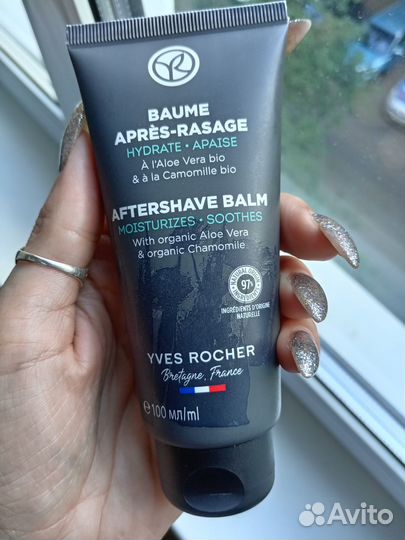 BAUME
APRÈS-RASAGE
HYDRATE • APAISE
À l'Aloe Vera bio
& à la Camomille bio
AFTERSHAVE BALM
MOISTURIZES • SOOTHES
With organic Aloe Vera
& organic Chamomile
97%
INGRÉDIENTS D'ORIGINE
NATURELLE
YVES ROCHER
Bretagne, France
℮ 100 мл/ml
Avito